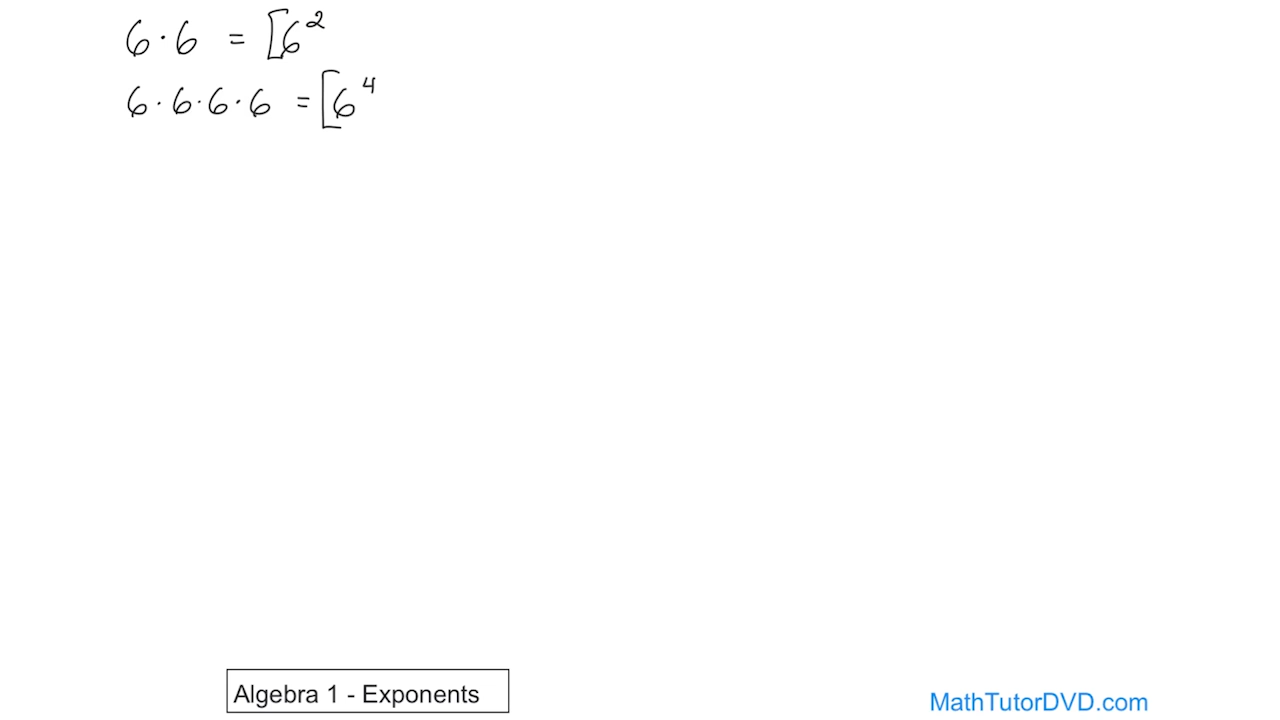 6 · 6 = [6²
6 · 6 · 6 · 6 = [6⁴
Algebra 1 - Exponents
MathTutorDVD.com